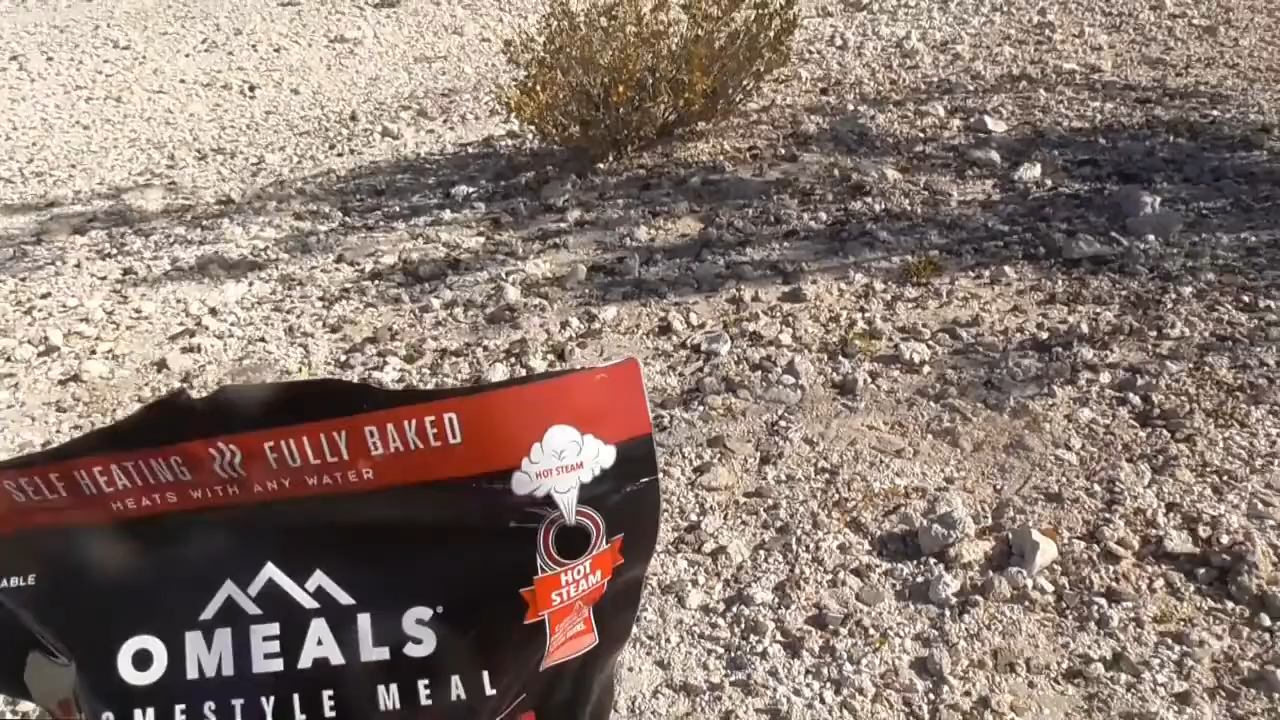 SELF HEATING FULLY BAKED
HEATS WITH ANY WATER
HOT STEAM
HOT
STEAM
ABLE
OMEALS®
OMESTYLE MEAL